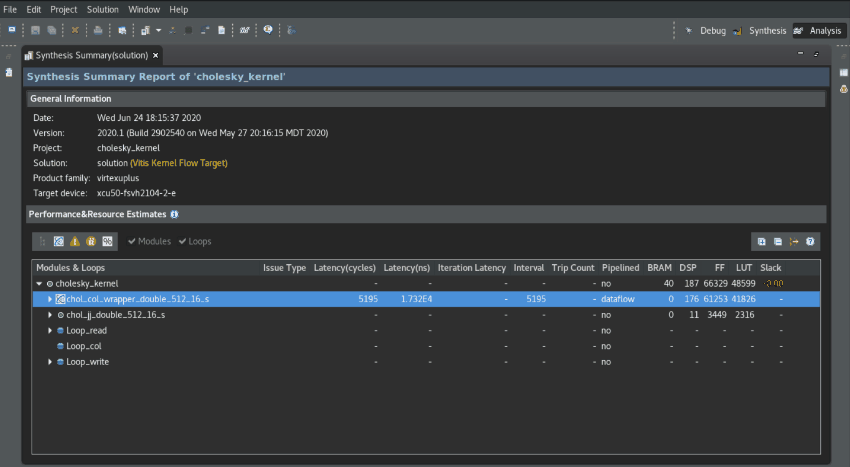 File Edit Project Solution Window Help
Debug Synthesis Analysis
Synthesis Summary(solution)
Synthesis Summary Report of 'cholesky_kernel'
General Information
Date: Wed Jun 24 18:15:37 2020
Version: 2020.1 (Build 2902540 on Wed May 27 20:16:15 MDT 2020)
Project: cholesky_kernel
Solution: solution (Vitis Kernel Flow Target)
Product family: virtexuplus
Target device: xcu50-fsvh2104-2-e
Performance&Resource Estimates
Modules Loops
Modules & Loops Issue Type Latency(cycles) Latency(ns) Iteration Latency Interval Trip Count Pipelined BRAM DSP FF LUT Slack
cholesky_kernel - - - - - no 40 187 66329 48599 -0.00
chol_col_wrapper_double_512_16_s 5195 1.732E4 - 5195 - dataflow 0 176 61253 41826 -
chol_jj_double_512_16_s - - - - - no 0 11 3449 2316 -
Loop_read - - - - - no - - - - -
Loop_col - - - - - no - - - - -
Loop_write - - - - - no - - - - -